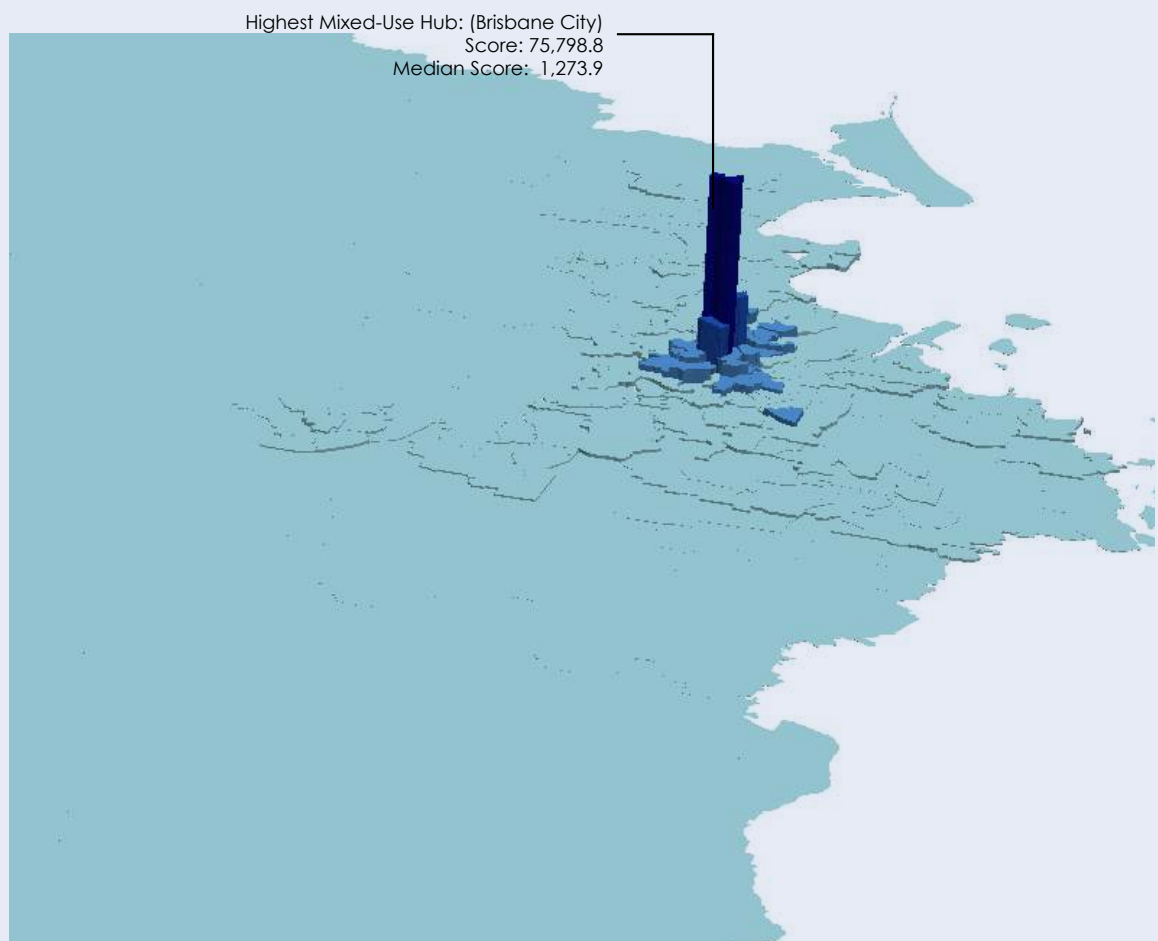 Highest Mixed-Use Hub: (Brisbane City)
Score: 75,798.8
Median Score: 1,273.9